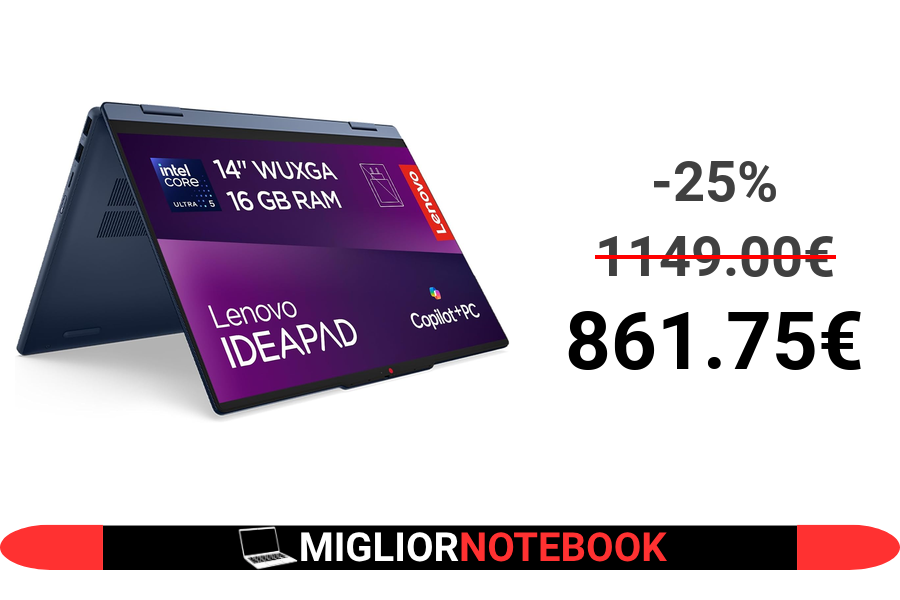 intel
CORE
ULTRA 5
14" WUXGA
16 GB RAM
Lenovo
Lenovo
IDEAPAD
Copilot+PC
-25%
1149.00€
861.75€
MIGLIORNOTEBOOK